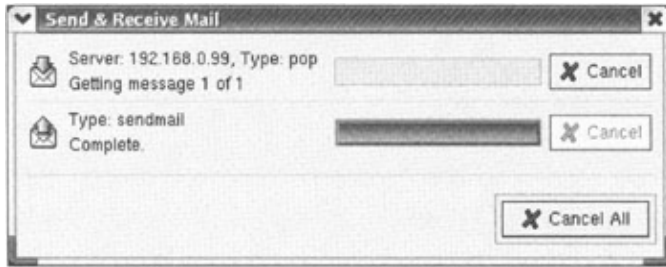 Send & Receive Mail
Server: 192.168.0.99, Type: pop
Getting message 1 of 1
Cancel
Type: sendmail
Complete.
Cancel
Cancel All